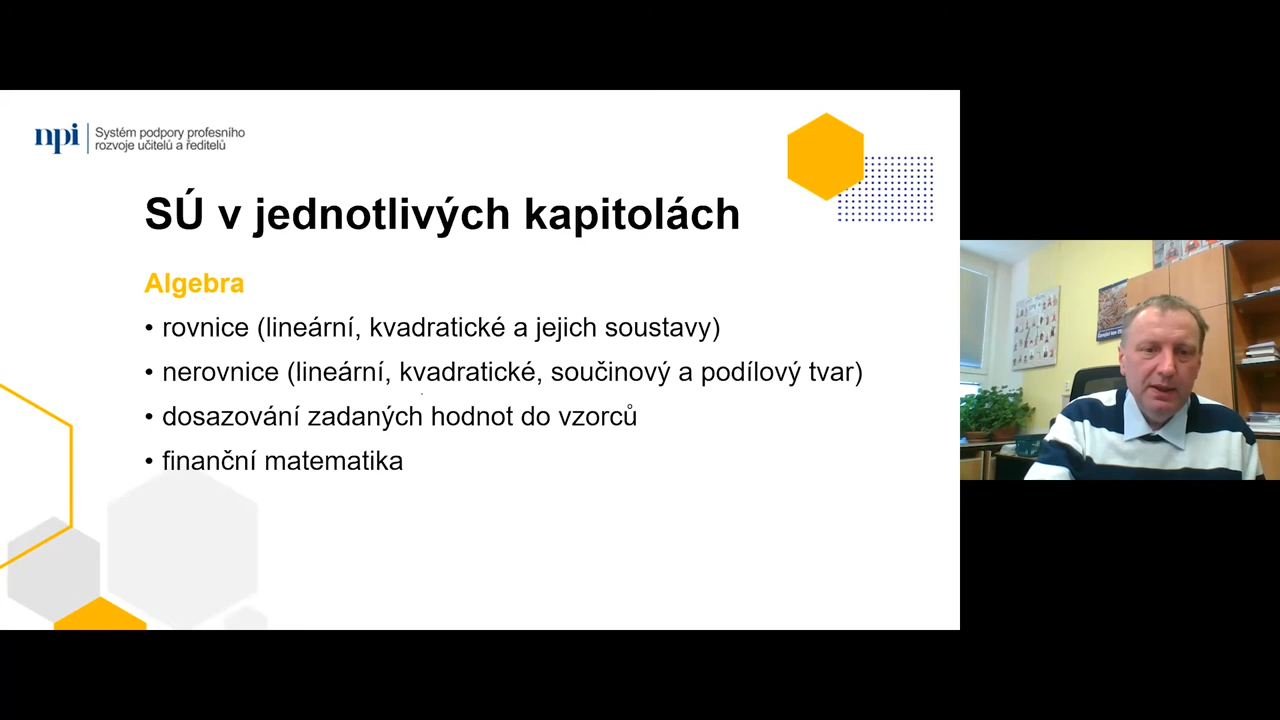 npi
Systém podpory profesního
rozvoje učitelů a ředitelů
SÚ v jednotlivých kapitolách
Algebra
• rovnice (lineární, kvadratické a jejich soustavy)
• nerovnice (lineární, kvadratické, součinový a podílový tvar)
• dosazování zadaných hodnot do vzorců
• finanční matematika